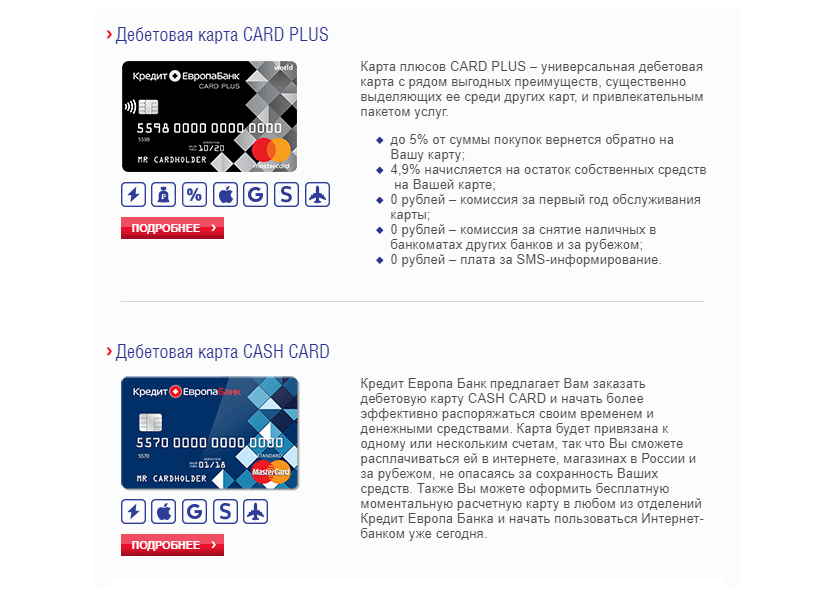 Дебетовая карта CARD PLUS
Кредит ЕвропаБанк
CARD PLUS
world
5598 0000 0000 0000
5598
VALID THRU 10/20
MR CARDHOLDER
mastercard
%
G
S
ПОДРОБНЕЕ
Карта плюсов CARD PLUS – универсальная дебетовая
карта с рядом выгодных преимуществ, существенно
выделяющих ее среди других карт, и привлекательным
пакетом услуг.
до 5% от суммы покупок вернется обратно на
Вашу карту;
4,9% начисляется на остаток собственных средств
на Вашей карте;
0 рублей – комиссия за первый год обслуживания
карты;
0 рублей – комиссия за снятие наличных в
банкоматах других банков и за рубежом;
0 рублей – плата за SMS-информирование.
Дебетовая карта CASH CARD
Кредит ЕвропаБанк
5570 0000 0000 0000
5570
STANDARD
01/18
MR CARDHOLDER
MasterCard
G
S
ПОДРОБНЕЕ
Кредит Европа Банк предлагает Вам заказать
дебетовую карту CASH CARD и начать более
эффективно распоряжаться своим временем и
денежными средствами. Карта будет привязана к
одному или нескольким счетам, так что Вы сможете
расплачиваться ей в интернете, магазинах в России и
за рубежом, не опасаясь за сохранность Ваших
средств. Также Вы можете оформить бесплатную
моментальную расчетную карту в любом из отделений
Кредит Европа Банка и начать пользоваться Интернет-
банком уже сегодня.